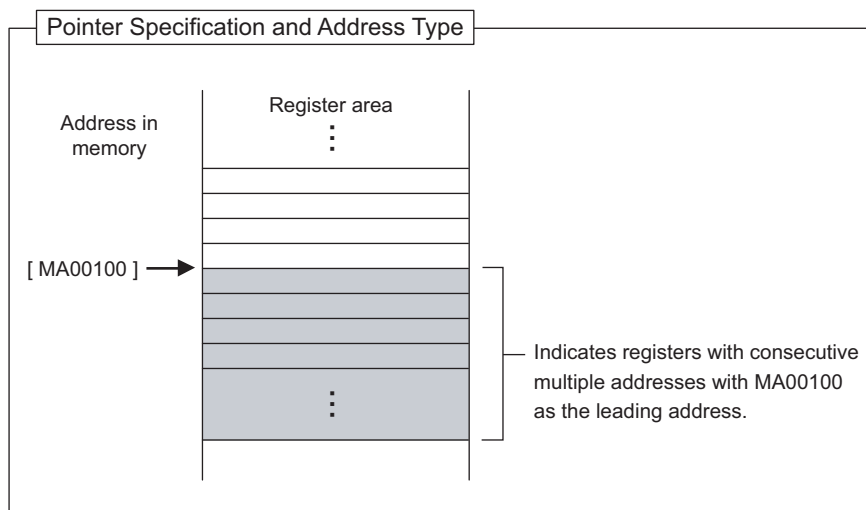 Pointer Specification and Address Type
Register area
Address in
memory
[ MA00100 ]
Indicates registers with consecutive
multiple addresses with MA00100
as the leading address.